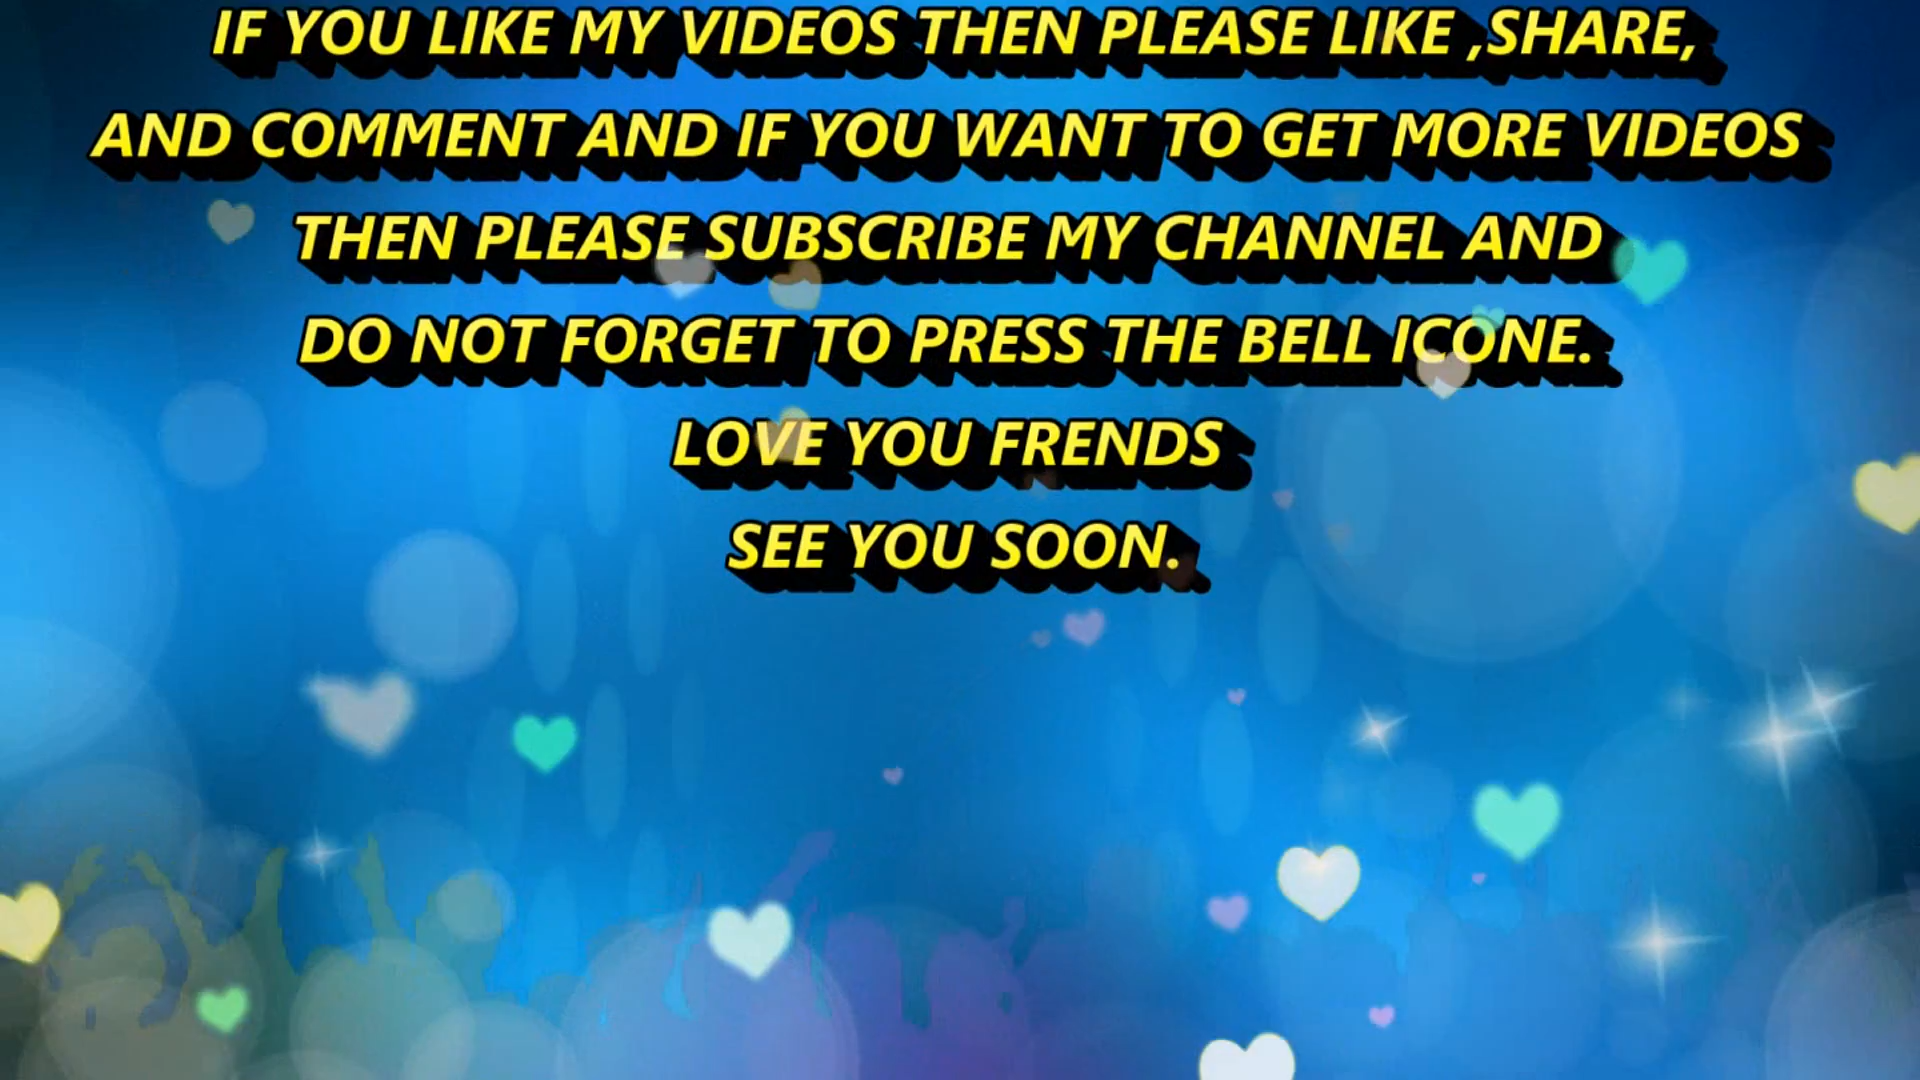 IF YOU LIKE MY VIDEOS THEN PLEASE LIKE ,SHARE,
AND COMMENT AND IF YOU WANT TO GET MORE VIDEOS
THEN PLEASE SUBSCRIBE MY CHANNEL AND
DO NOT FORGET TO PRESS THE BELL ICONE.
LOVE YOU FRENDS
SEE YOU SOON.